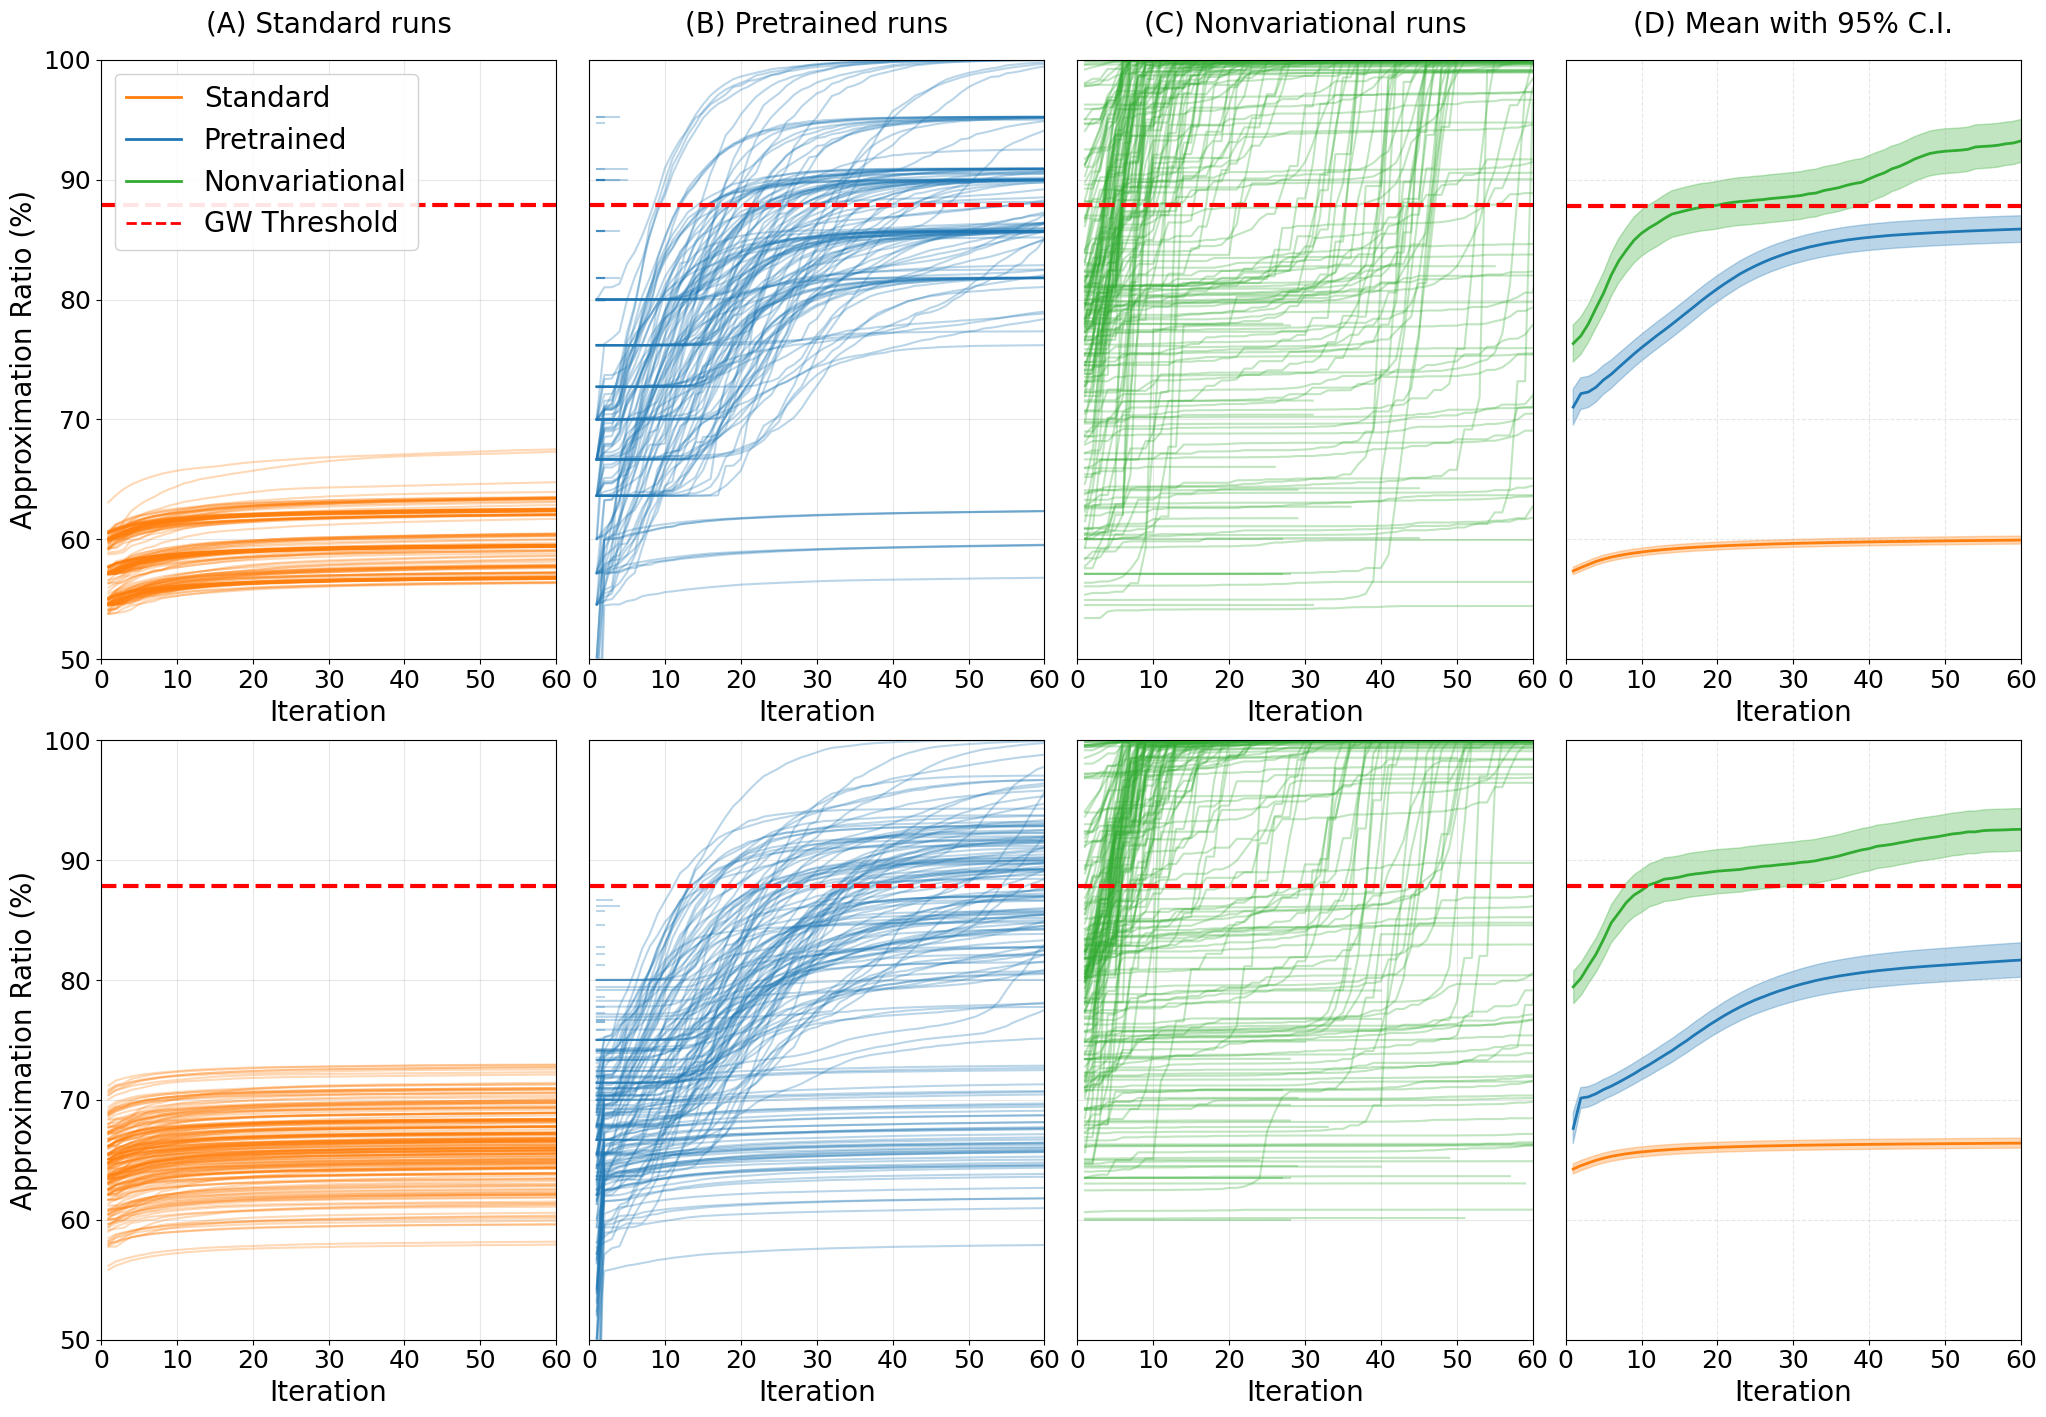 (A) Standard runs
(B) Pretrained runs
(C) Nonvariational runs
(D) Mean with 95% C.I.
Approximation Ratio (%)
100
90
80
70
60
50
Standard
Pretrained
Nonvariational
GW Threshold
0 10 20 30 40 50 60
0 10 20 30 40 50 60
0 10 20 30 40 50 60
0 10 20 30 40 50 60
Iteration
Iteration
Iteration
Iteration
Approximation Ratio (%)
100
90
80
70
60
50
0 10 20 30 40 50 60
0 10 20 30 40 50 60
0 10 20 30 40 50 60
0 10 20 30 40 50 60
Iteration
Iteration
Iteration
Iteration